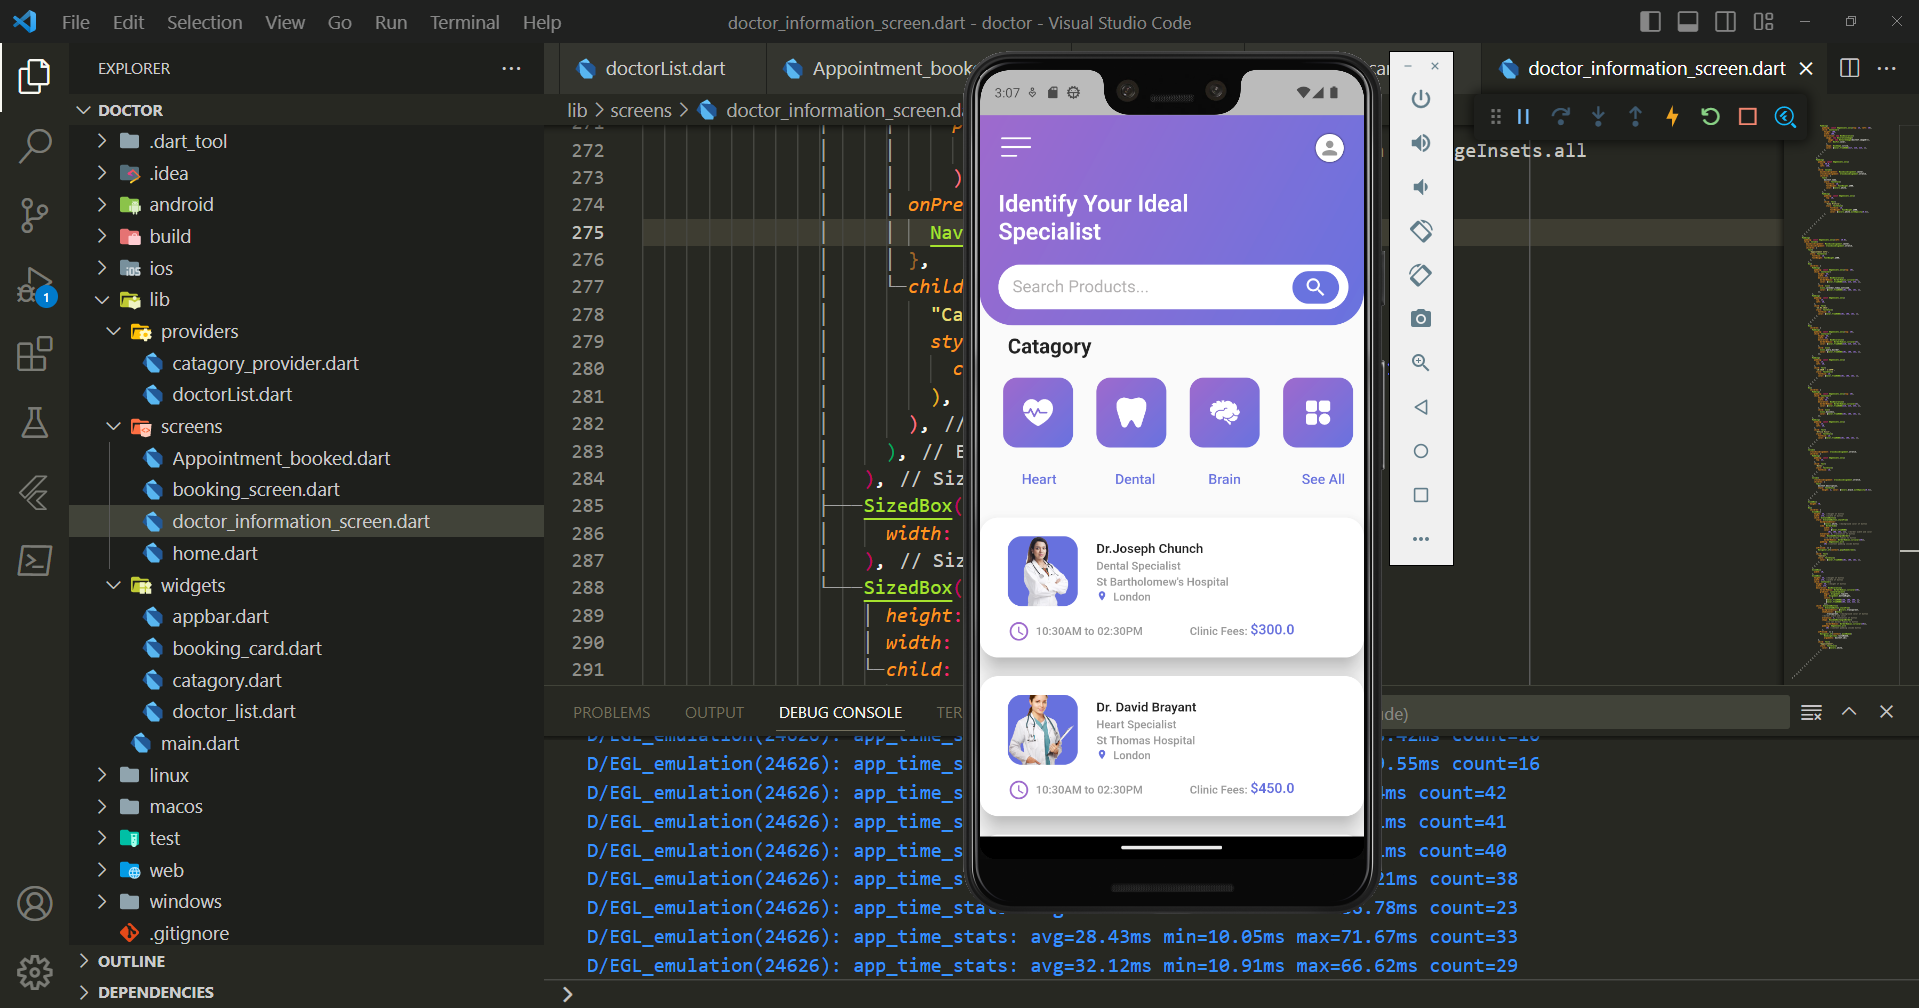 File Edit Selection View Go Run Terminal Help
doctor_information_screen.dart - doctor - Visual Studio Code
EXPLORER
DOCTOR
.dart_tool
.idea
android
build
ios
lib
providers
catagory_provider.dart
doctorList.dart
screens
Appointment_booked.dart
booking_screen.dart
doctor_information_screen.dart
home.dart
widgets
appbar.dart
booking_card.dart
catagory.dart
doctor_list.dart
main.dart
linux
macos
test
web
windows
.gitignore
OUTLINE
DEPENDENCIES
1
doctorList.dart
Appointment_book
doctor_information_screen.dart
lib > screens > doctor_information_screen.da
272 geInsets.all
273 )
274 onPre
275 Nav
276 },
277 child
278 "Ca
279 sty
280 c
281 ),
282 ), //
283 ), // E
284 ), // Siz
285 SizedBox(
286 width:
287 ), // Siz
288 SizedBox(
289 height:
290 width:
291 child:
3:07
Identify Your Ideal
Specialist
Search Products...
Catagory
Heart Dental Brain See All
Dr.Joseph Chunch
Dental Specialist
St Bartholomew's Hospital
London
10:30AM to 02:30PM Clinic Fees: $300.0
Dr. David Brayant
Heart Specialist
St Thomas Hospital
London
10:30AM to 02:30PM Clinic Fees: $450.0
PROBLEMS OUTPUT DEBUG CONSOLE TER
D/EGL_emulation(24626): app_time_s .55ms count=16
D/EGL_emulation(24626): app_time_s ms count=42
D/EGL_emulation(24626): app_time_s ms count=41
D/EGL_emulation(24626): app_time_s ms count=40
D/EGL_emulation(24626): app_time_s 21ms count=38
D/EGL_emulation(24626): app_time_stat .78ms count=23
D/EGL_emulation(24626): app_time_stats: avg=28.43ms min=10.05ms max=71.67ms count=33
D/EGL_emulation(24626): app_time_stats: avg=32.12ms min=10.91ms max=66.62ms count=29